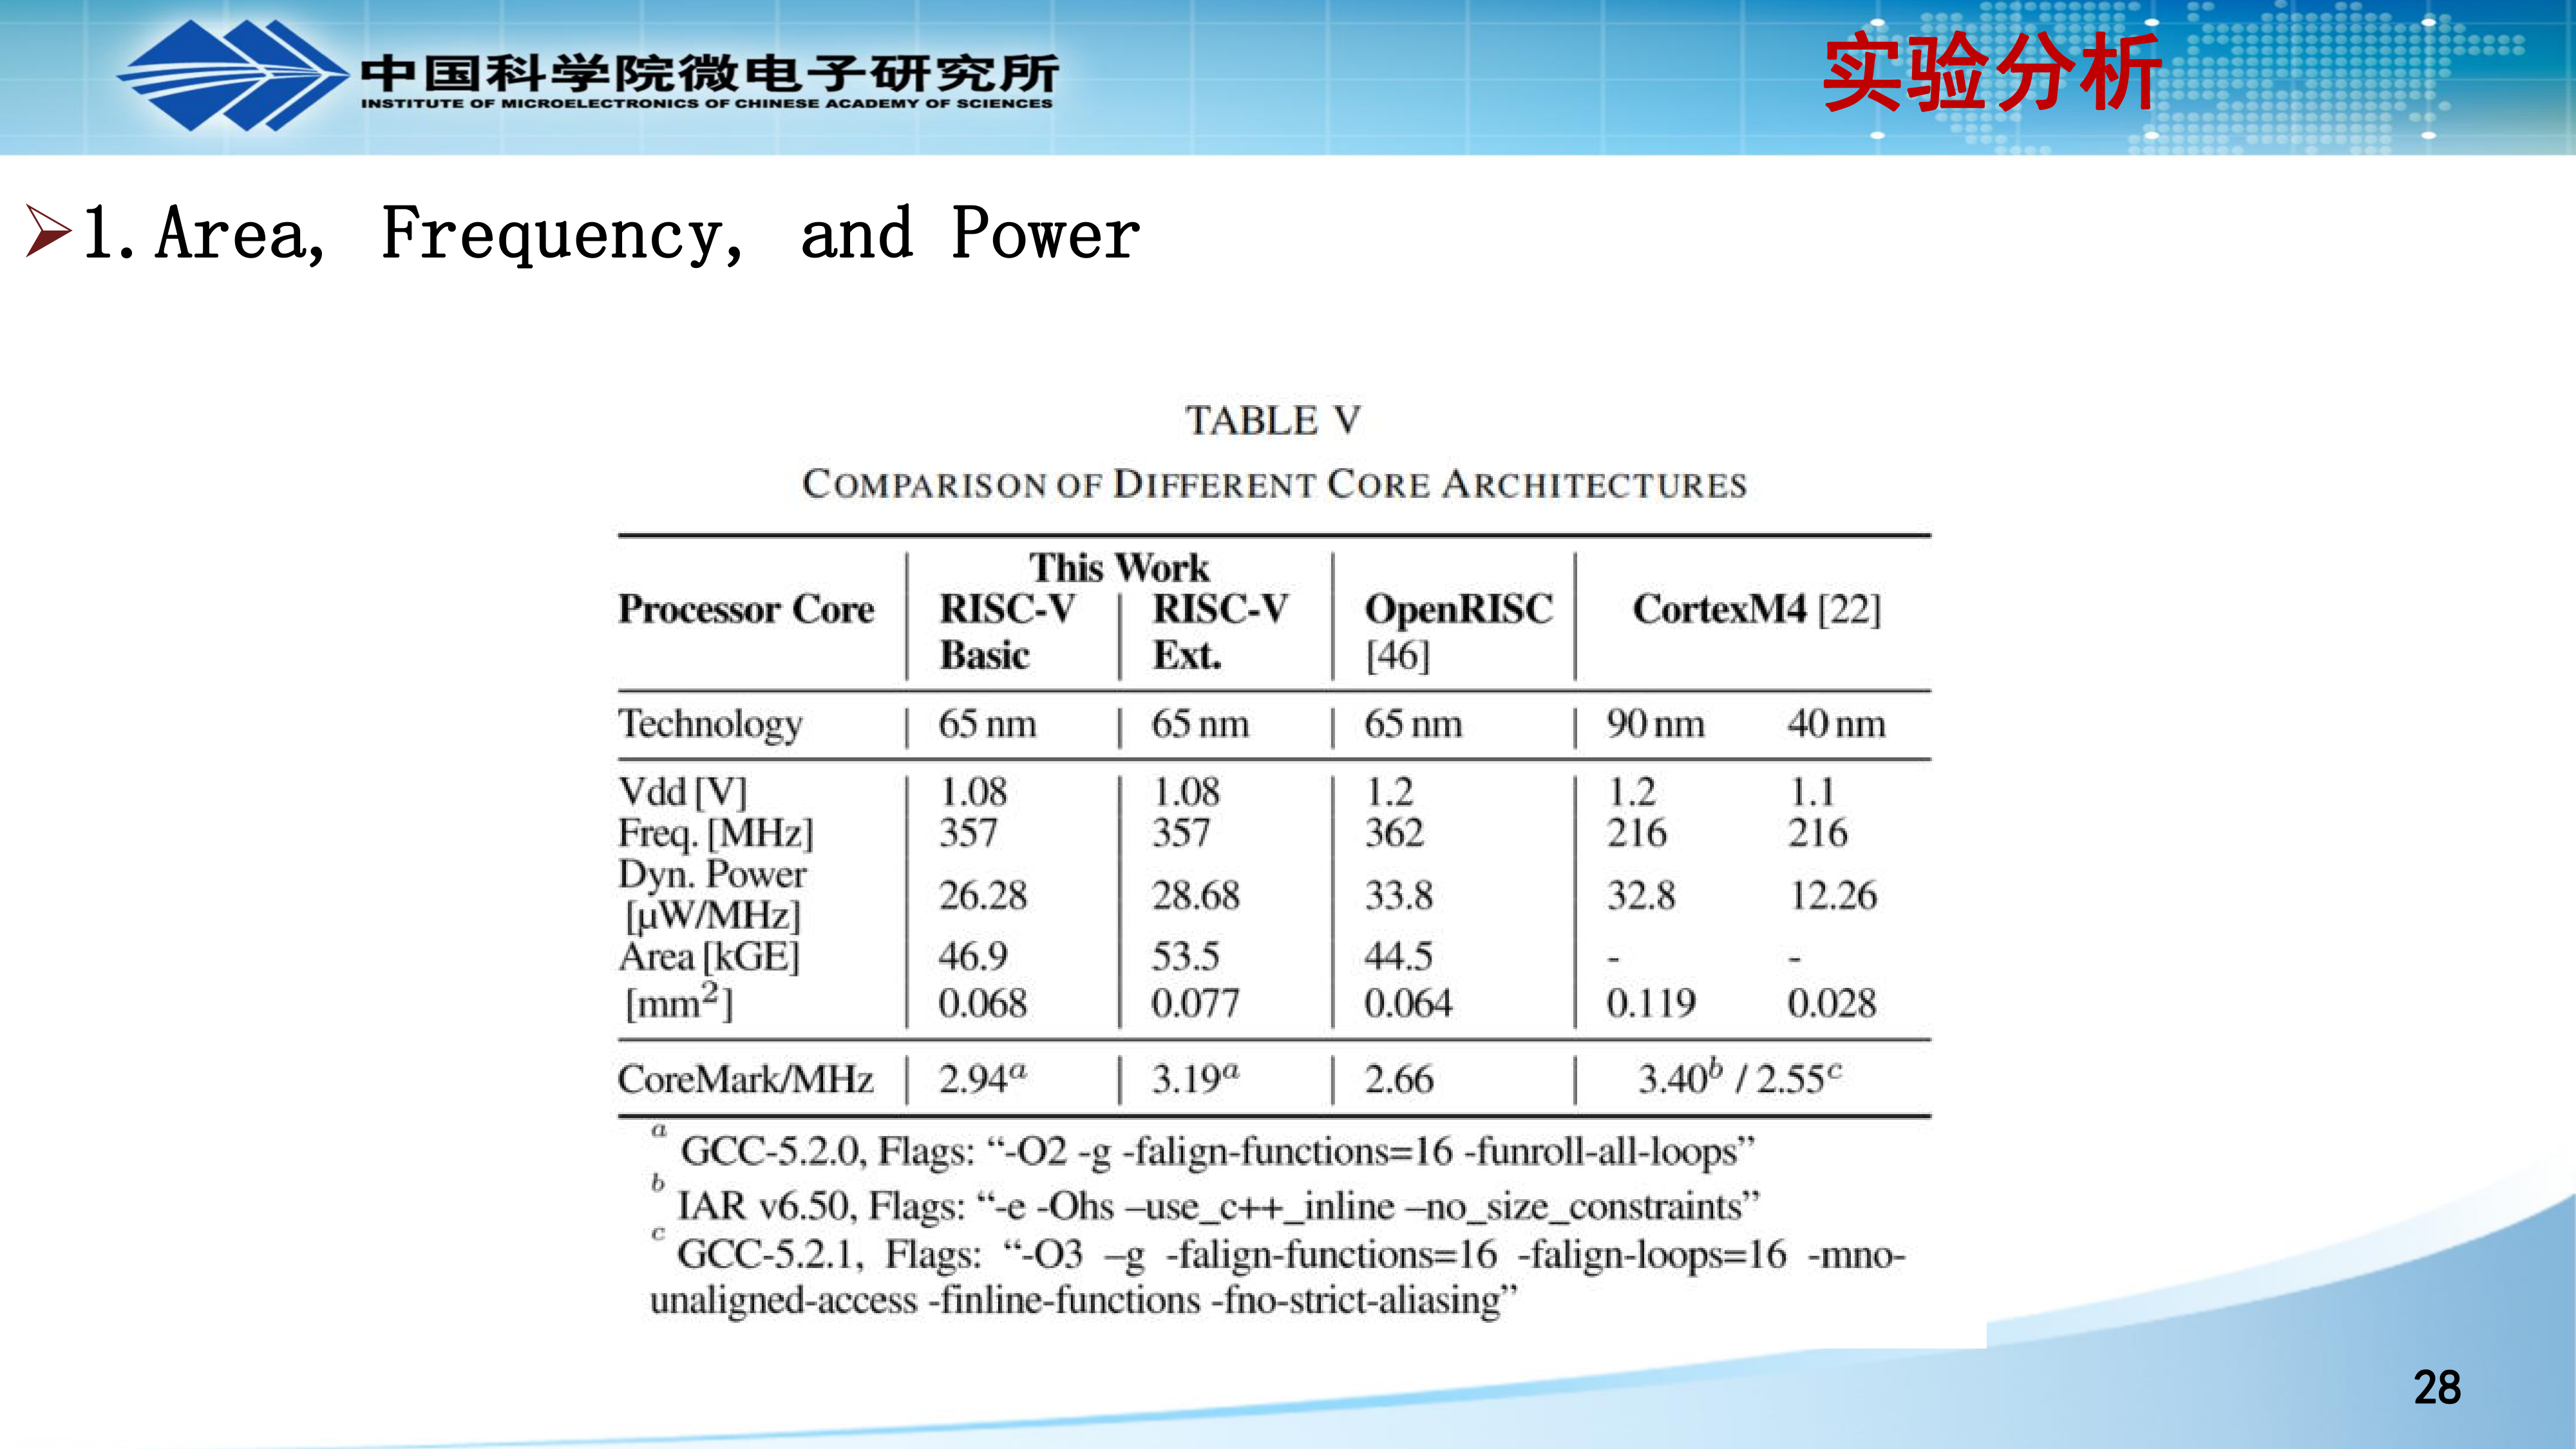 中国科学院微电子研究所
INSTITUTE OF MICROELECTRONICS OF CHINESE ACADEMY OF SCIENCES
实验分析
➢1.Area, Frequency, and Power
TABLE V
COMPARISON OF DIFFERENT CORE ARCHITECTURES
This Work
Processor Core | RISC-V | RISC-V | OpenRISC | CortexM4 [22]
Basic | Ext. | [46]
Technology | 65 nm | 65 nm | 65 nm | 90 nm 40 nm
Vdd [V] | 1.08 | 1.08 | 1.2 | 1.2 1.1
Freq. [MHz] | 357 | 357 | 362 | 216 216
Dyn. Power
[µW/MHz] | 26.28 | 28.68 | 33.8 | 32.8 12.26
Area [kGE] | 46.9 | 53.5 | 44.5 | - -
[mm²] | 0.068 | 0.077 | 0.064 | 0.119 0.028
CoreMark/MHz | 2.94ᵃ | 3.19ᵃ | 2.66 | 3.40ᵇ / 2.55ᶜ
ᵃ GCC-5.2.0, Flags: “-O2 -g -falign-functions=16 -funroll-all-loops”
ᵇ IAR v6.50, Flags: “-e -Ohs –use_c++_inline –no_size_constraints”
ᶜ GCC-5.2.1, Flags: “-O3 –g -falign-functions=16 -falign-loops=16 -mno-
unaligned-access -finline-functions -fno-strict-aliasing”
28